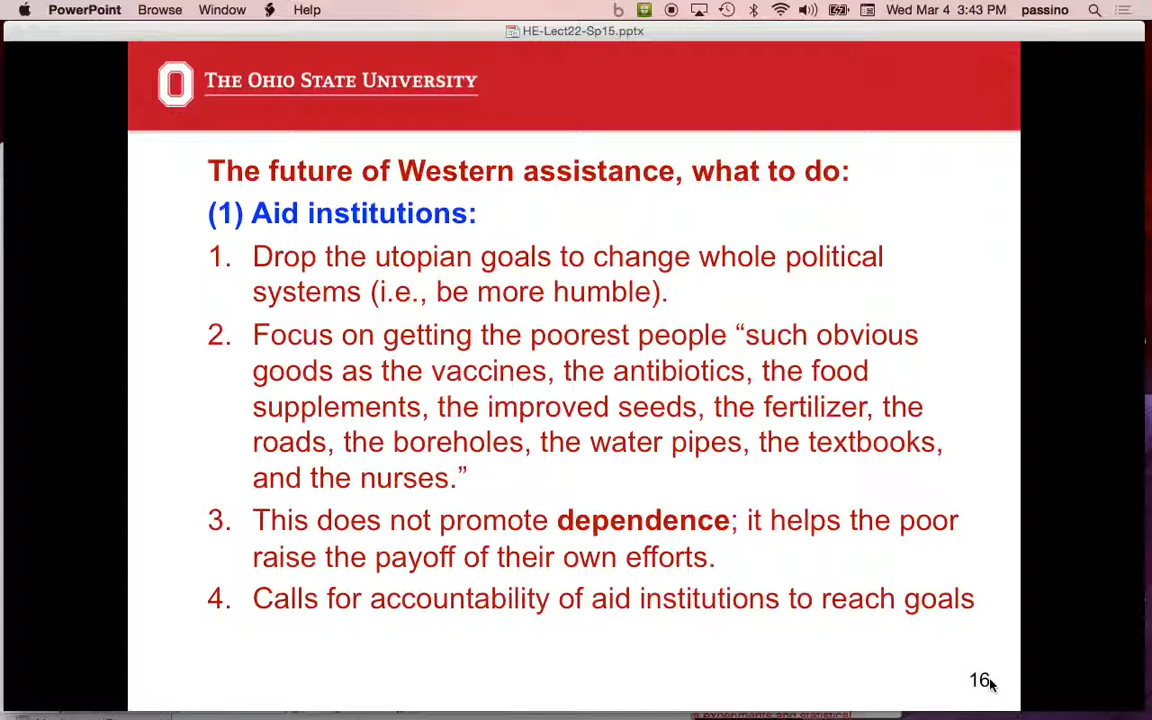 PowerPoint Browse Window Help Wed Mar 4 3:43 PM passino
HE-Lect22-Sp15.pptx
THE OHIO STATE UNIVERSITY
The future of Western assistance, what to do:
(1) Aid institutions:
1. Drop the utopian goals to change whole political
systems (i.e., be more humble).
2. Focus on getting the poorest people “such obvious
goods as the vaccines, the antibiotics, the food
supplements, the improved seeds, the fertilizer, the
roads, the boreholes, the water pipes, the textbooks,
and the nurses.”
3. This does not promote dependence; it helps the poor
raise the payoff of their own efforts.
4. Calls for accountability of aid institutions to reach goals
16